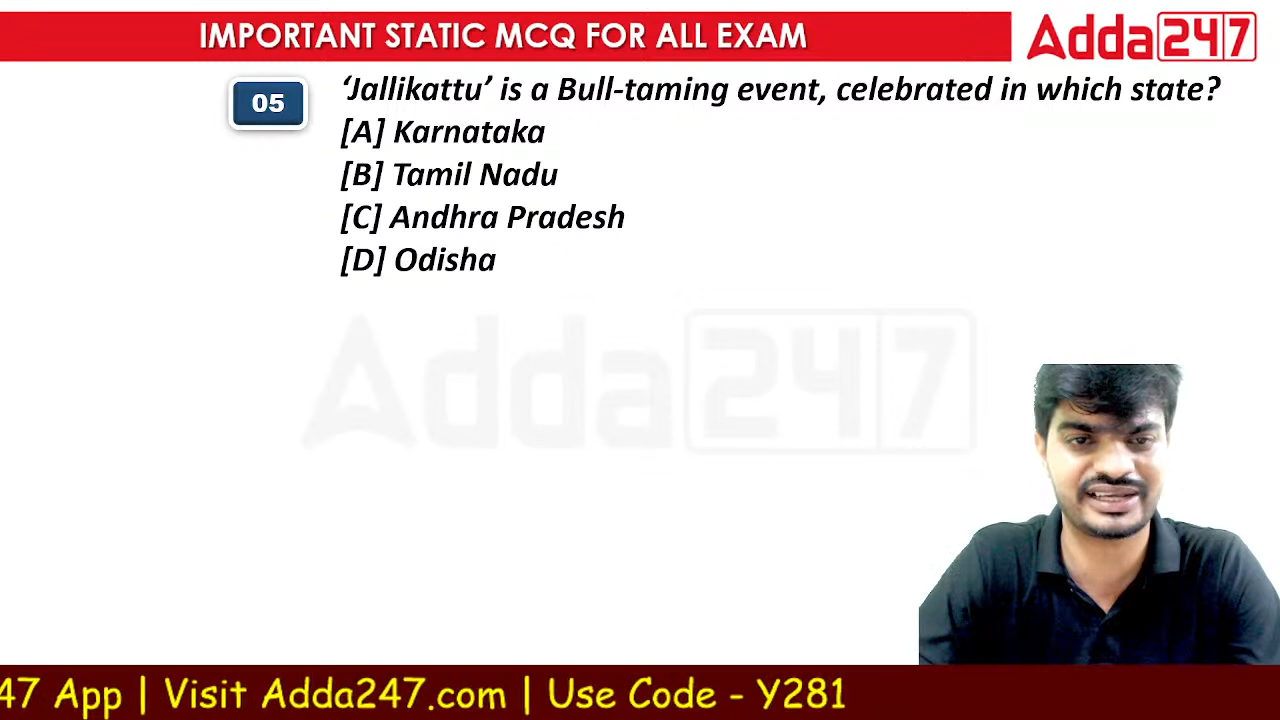 IMPORTANT STATIC MCQ FOR ALL EXAM
Adda247
05
‘Jallikattu’ is a Bull-taming event, celebrated in which state?
[A] Karnataka
[B] Tamil Nadu
[C] Andhra Pradesh
[D] Odisha
Adda247
47 App | Visit Adda247.com | Use Code - Y281